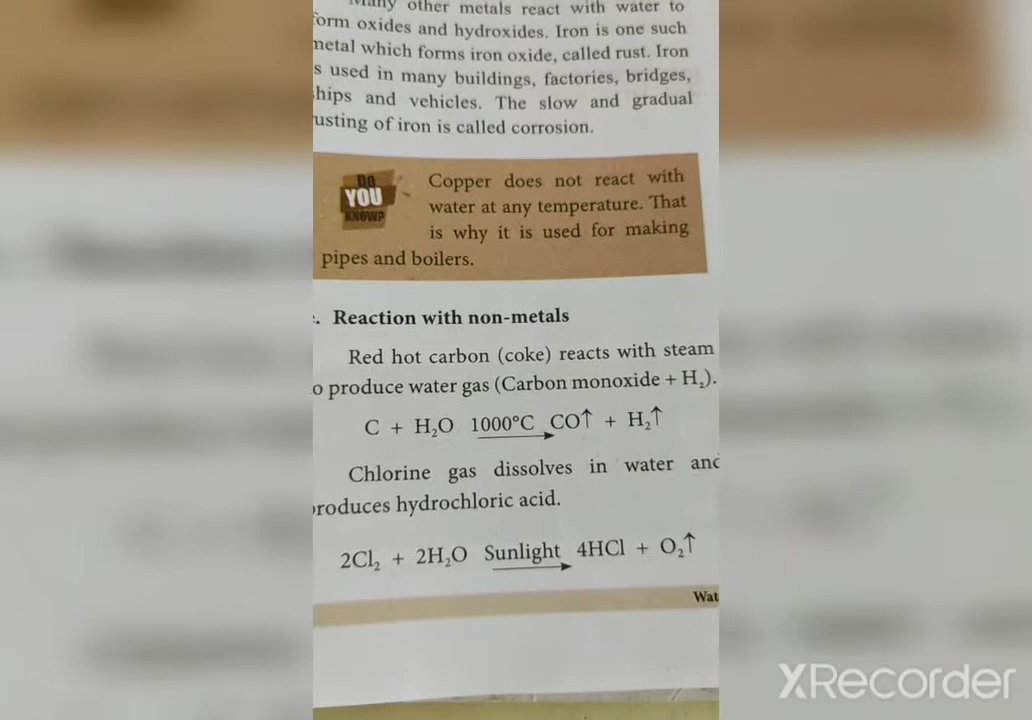 Many other metals react with water to
form oxides and hydroxides. Iron is one such
metal which forms iron oxide, called rust. Iron
s used in many buildings, factories, bridges,
ships and vehicles. The slow and gradual
usting of iron is called corrosion.
DO
YOU
KNOW?
Copper does not react with
water at any temperature. That
is why it is used for making
pipes and boilers.
. Reaction with non-metals
Red hot carbon (coke) reacts with steam
o produce water gas (Carbon monoxide + H₂).
C + H₂O 1000°C CO↑ + H₂↑
Chlorine gas dissolves in water and
produces hydrochloric acid.
2Cl₂ + 2H₂O Sunlight 4HCl + O₂↑
Wat
XRecorder